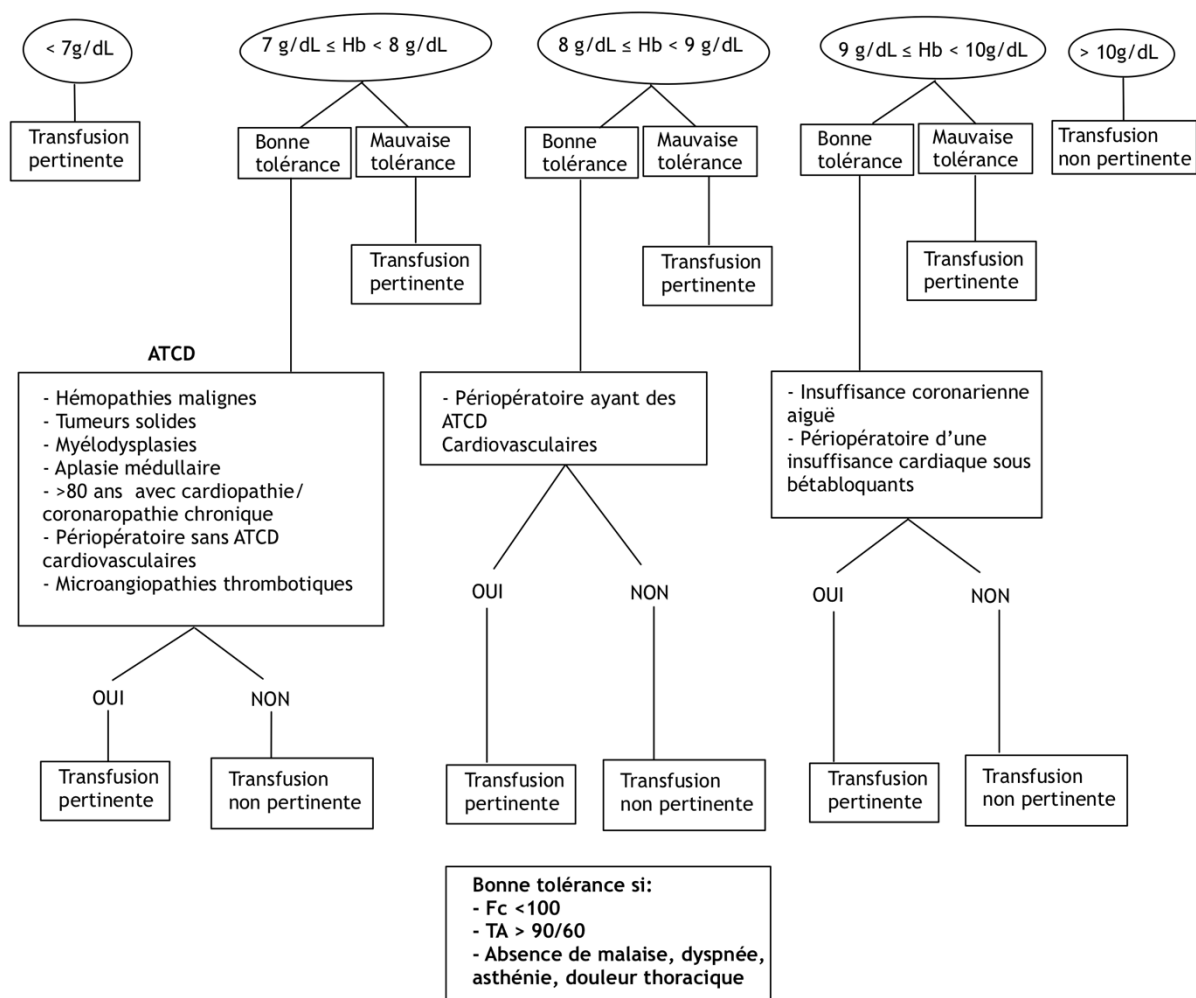 < 7g/dL
7 g/dL ≤ Hb < 8 g/dL
8 g/dL ≤ Hb < 9 g/dL
9 g/dL ≤ Hb < 10g/dL
> 10g/dL
Transfusion
pertinente
Bonne
tolérance
Mauvaise
tolérance
Bonne
tolérance
Mauvaise
tolérance
Bonne
tolérance
Mauvaise
tolérance
Transfusion
non pertinente
Transfusion
pertinente
Transfusion
pertinente
Transfusion
pertinente
ATCD
- Hémopathies malignes
- Tumeurs solides
- Myélodysplasies
- Aplasie médullaire
- >80 ans avec cardiopathie/
coronaropathie chronique
- Périopératoire sans ATCD
cardiovasculaires
- Microangiopathies thrombotiques
- Périopératoire ayant des
ATCD
Cardiovasculaires
- Insuffisance coronarienne
aiguë
- Périopératoire d’une
insuffisance cardiaque sous
bétabloquants
OUI
NON
OUI
NON
OUI
NON
Transfusion
pertinente
Transfusion
non pertinente
Transfusion
pertinente
Transfusion
non pertinente
Transfusion
pertinente
Transfusion
non pertinente
Bonne tolérance si:
- Fc <100
- TA > 90/60
- Absence de malaise, dyspnée,
asthénie, douleur thoracique